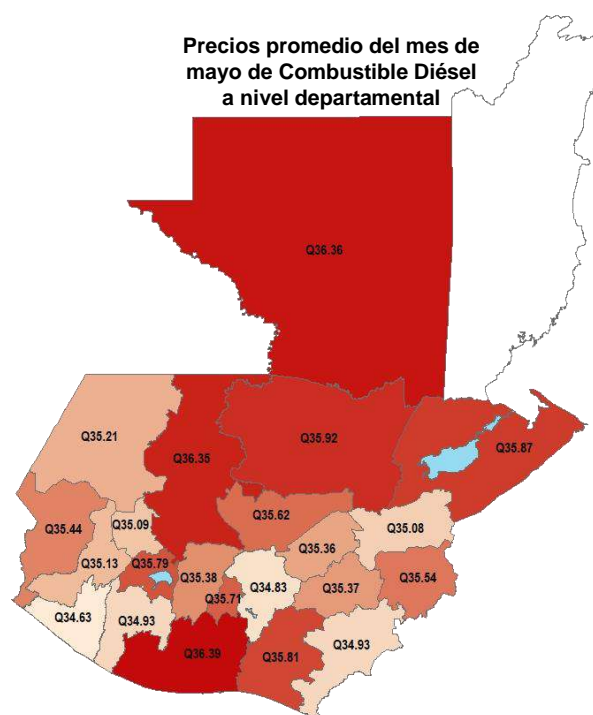 Precios promedio del mes de
mayo de Combustible Diésel
a nivel departamental
Q36.36
Q35.21
Q36.35
Q35.92
Q35.87
Q35.44
Q35.09
Q35.62
Q35.08
Q35.13
Q35.79
Q35.38
Q35.36
Q35.71
Q34.83
Q35.37
Q35.54
Q34.63
Q34.93
Q36.39
Q35.81
Q34.93